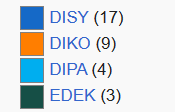 DISY (17)
DIKO (9)
DIPA (4)
EDEK (3)